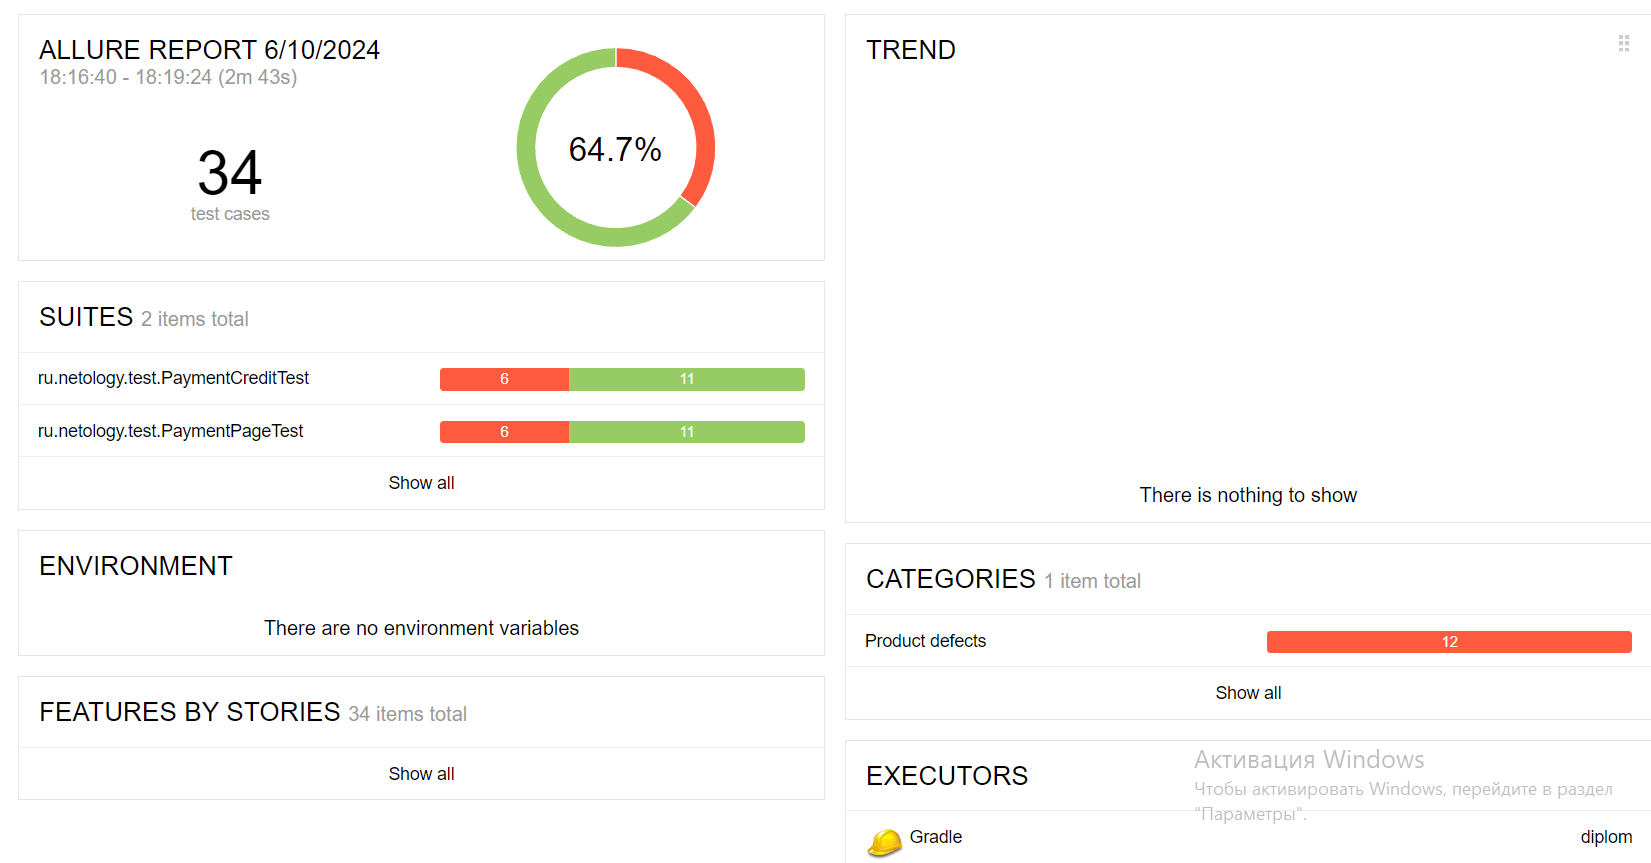 ALLURE REPORT 6/10/2024
18:16:40 - 18:19:24 (2m 43s)
34
test cases
64.7%
SUITES 2 items total
ru.netology.test.PaymentCreditTest 6 11
ru.netology.test.PaymentPageTest 6 11
Show all
ENVIRONMENT
There are no environment variables
FEATURES BY STORIES 34 items total
Show all
TREND
There is nothing to show
CATEGORIES 1 item total
Product defects 12
Show all
EXECUTORS
Gradle diplom
Активация Windows
Чтобы активировать Windows, перейдите в раздел
"Параметры".